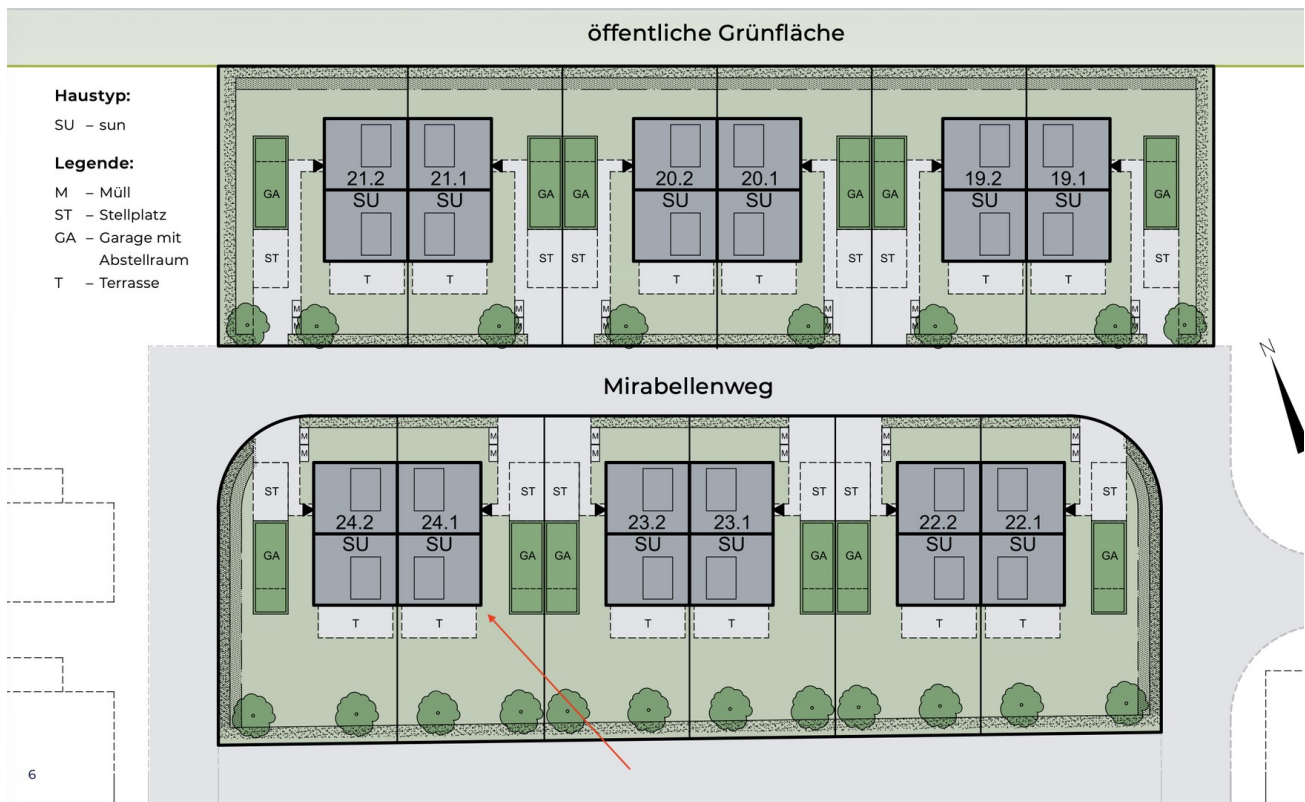 öffentliche Grünfläche
Haustyp:
SU – sun
Legende:
M – Müll
ST – Stellplatz
GA – Garage mit
Abstellraum
T – Terrasse
21.2 21.1 20.2 20.1 19.2 19.1
GA GA GA GA GA GA
SU SU SU SU SU SU
ST ST ST ST ST ST
T T T T T T
M M M M M M
M M M M M M
N
Mirabellenweg
M M M M M M
M M M M M M
ST ST ST ST ST ST
24.2 24.1 23.2 23.1 22.2 22.1
SU SU SU SU SU SU
GA GA GA GA GA GA
T T T T T T
6